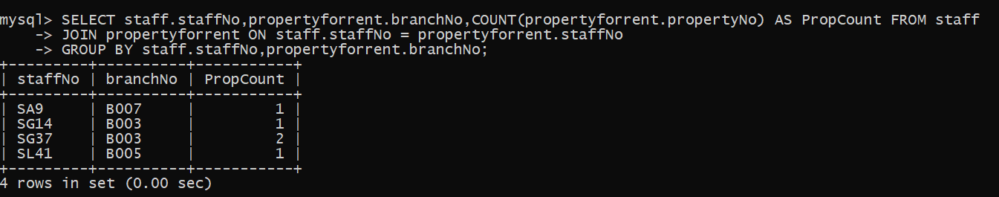 mysql> SELECT staff.staffNo,propertyforrent.branchNo,COUNT(propertyforrent.propertyNo) AS PropCount FROM staff
    -> JOIN propertyforrent ON staff.staffNo = propertyforrent.staffNo
    -> GROUP BY staff.staffNo,propertyforrent.branchNo;
+---------+----------+-----------+
| staffNo | branchNo | PropCount |
+---------+----------+-----------+
| SA9     | B007     |         1 |
| SG14    | B003     |         1 |
| SG37    | B003     |         2 |
| SL41    | B005     |         1 |
+---------+----------+-----------+
4 rows in set (0.00 sec)